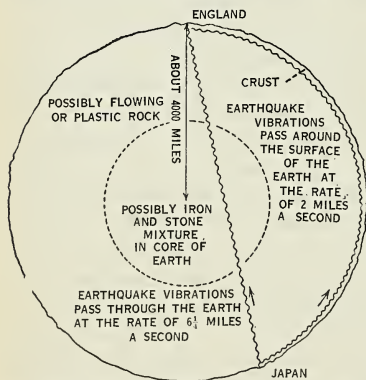 ENGLAND
ABOUT 4000 MILES
CRUST
POSSIBLY FLOWING
OR PLASTIC ROCK
EARTHQUAKE
VIBRATIONS
PASS AROUND
THE SURFACE
OF THE
EARTH AT
THE RATE
OF 2 MILES
A SECOND
POSSIBLY IRON
AND STONE
MIXTURE
IN CORE OF
EARTH
EARTHQUAKE VIBRATIONS
PASS THROUGH THE EARTH
AT THE RATE OF 6¼ MILES
A SECOND
JAPAN